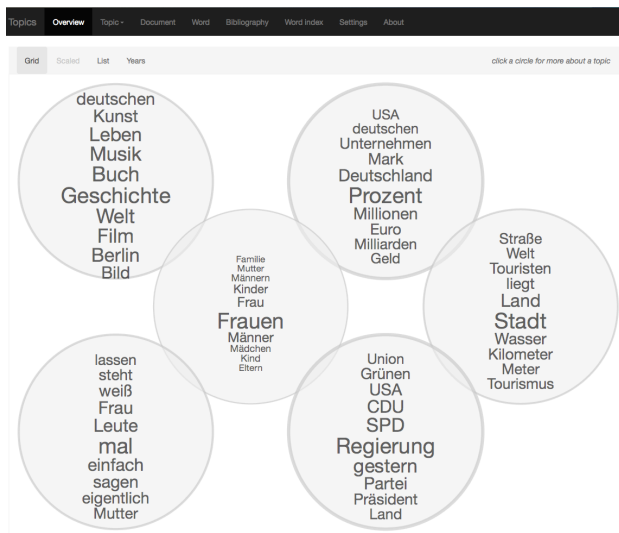 Topics Overview Topic Document Word Bibliography Word index Settings About
Grid Scaled List Years click a circle for more about a topic
deutschen
Kunst
Leben
Musik
Buch
Geschichte
Welt
Film
Berlin
Bild
USA
deutschen
Unternehmen
Mark
Deutschland
Prozent
Millionen
Euro
Milliarden
Geld
Familie
Mutter
Männern
Kinder
Frau
Frauen
Männer
Mädchen
Kind
Eltern
Straße
Welt
Touristen
liegt
Land
Stadt
Wasser
Kilometer
Meter
Tourismus
lassen
steht
weiß
Frau
Leute
mal
einfach
sagen
eigentlich
Mutter
Union
Grünen
USA
CDU
SPD
Regierung
gestern
Partei
Präsident
Land